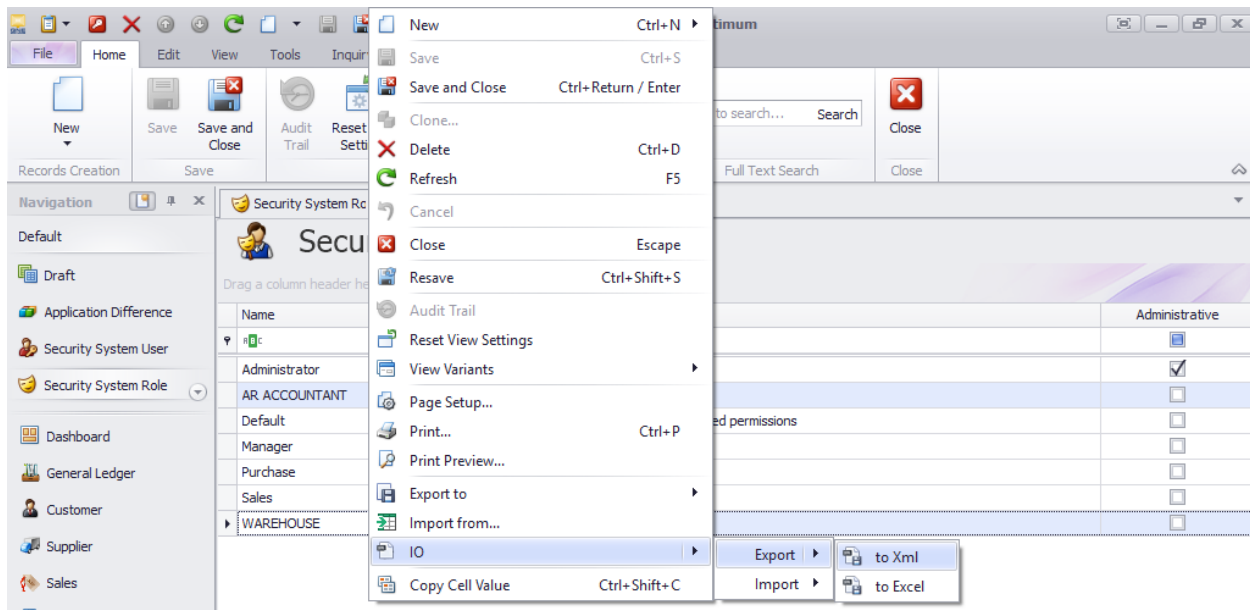 timum
File
Home
Edit
View
Tools
Inquir
New
Save
Save and
Close
Audit
Trail
Reset
Setti
to search...
Search
Close
Records Creation
Save
Full Text Search
Close
New Ctrl+N
Save Ctrl+S
Save and Close Ctrl+Return / Enter
Clone...
Delete Ctrl+D
Refresh F5
Cancel
Close Escape
Resave Ctrl+Shift+S
Audit Trail
Reset View Settings
View Variants
Page Setup...
Print... Ctrl+P
Print Preview...
Export to
Import from...
IO
Copy Cell Value Ctrl+Shift+C
Export
Import
to Xml
to Excel
Navigation
Default
Draft
Application Difference
Security System User
Security System Role
Dashboard
General Ledger
Customer
Supplier
Sales
Security System Ro
Secu
Drag a column header he
Name
Administrative
ABC
Administrator
AR ACCOUNTANT
Default
ed permissions
Manager
Purchase
Sales
WAREHOUSE